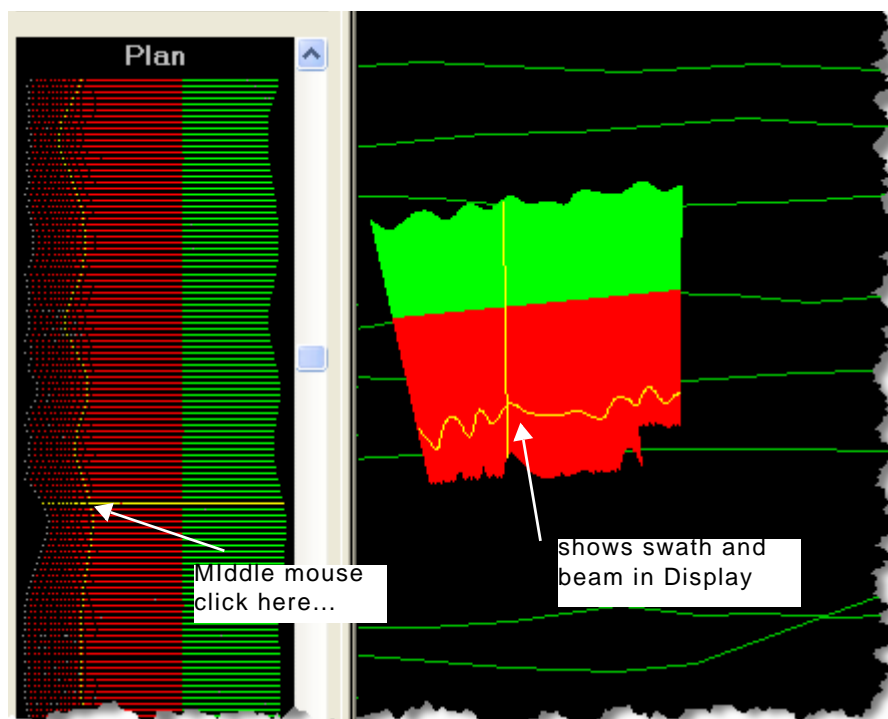 Plan
MIddle mouse
click here...
shows swath and
beam in Display